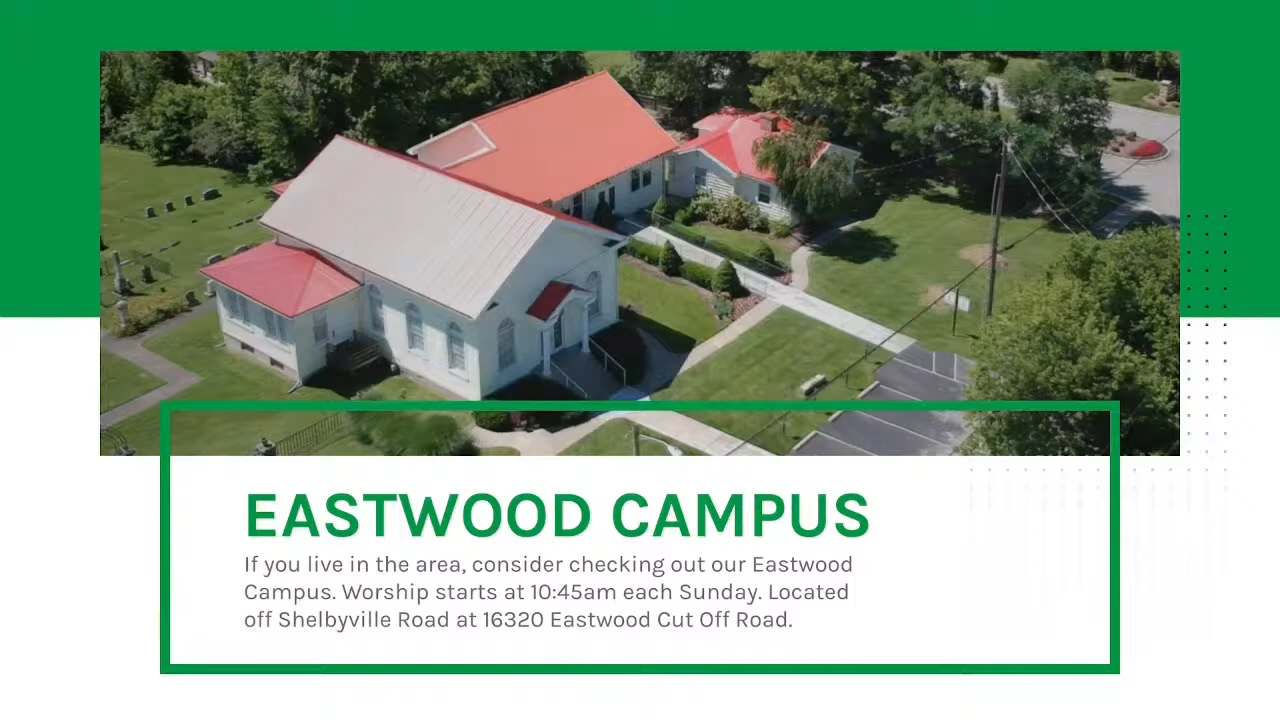 EASTWOOD CAMPUS
If you live in the area, consider checking out our Eastwood
Campus. Worship starts at 10:45am each Sunday. Located
off Shelbyville Road at 16320 Eastwood Cut Off Road.